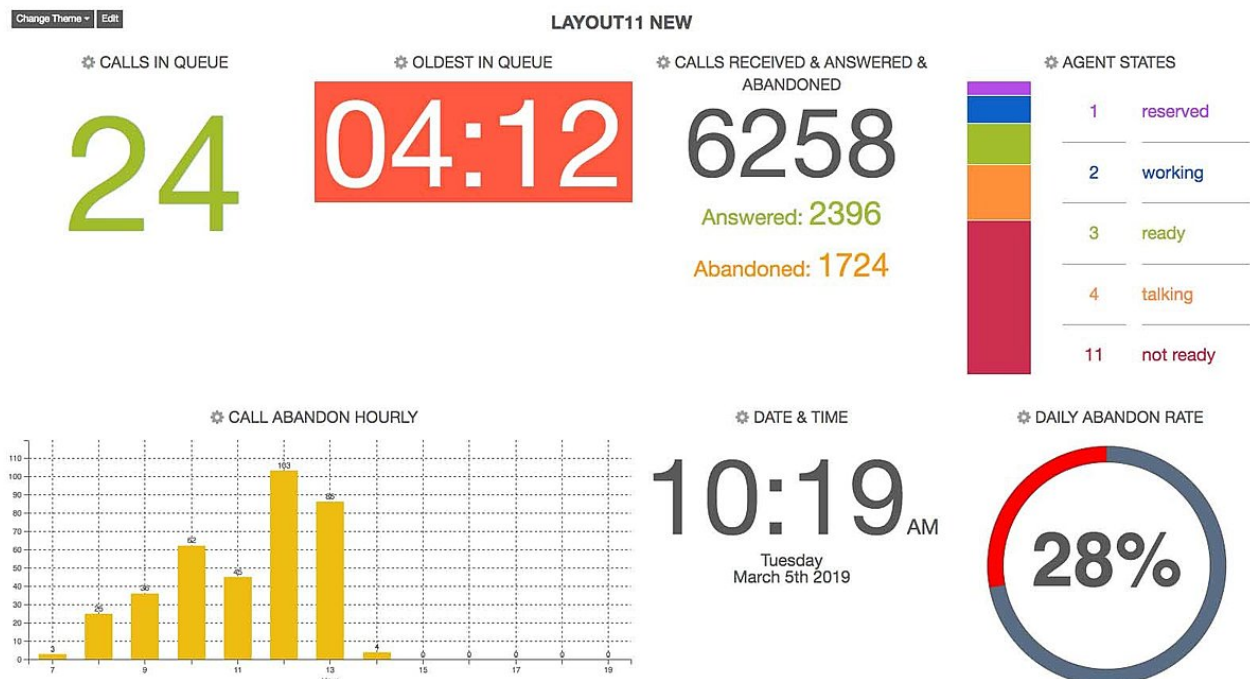 Change Theme Edit
LAYOUT11 NEW
CALLS IN QUEUE
24
OLDEST IN QUEUE
04:12
CALLS RECEIVED & ANSWERED &
ABANDONED
6258
Answered: 2396
Abandoned: 1724
AGENT STATES
1 reserved
2 working
3 ready
4 talking
11 not ready
CALL ABANDON HOURLY
110
100
90
80
70
60
50
40
30
20
10
0
3 25 36 62 45 103 86 4 0 0 0 0 0
7 9 11 13 15 17 19
DATE & TIME
10:19 AM
Tuesday
March 5th 2019
DAILY ABANDON RATE
28%